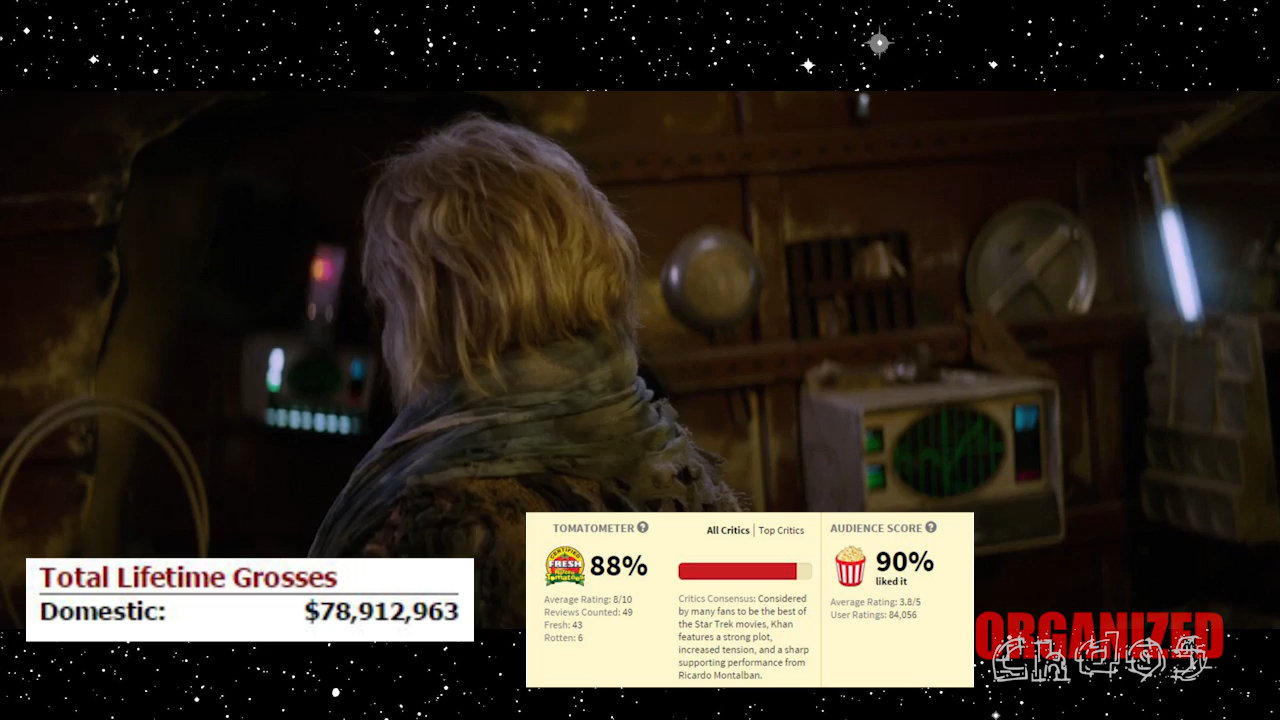 Total Lifetime Grosses
Domestic: $78,912,963
TOMATOMETER ?
All Critics | Top Critics
CERTIFIED
FRESH
88%
Average Rating: 8/10
Reviews Counted: 49
Fresh: 43
Rotten: 6
Critics Consensus: Considered
by many fans to be the best of
the Star Trek movies, Khan
features a strong plot,
increased tension, and a sharp
supporting performance from
Ricardo Montalban.
AUDIENCE SCORE ?
90%
liked it
Average Rating: 3.8/5
User Ratings: 84,056
ORGANIZED
CHAOS